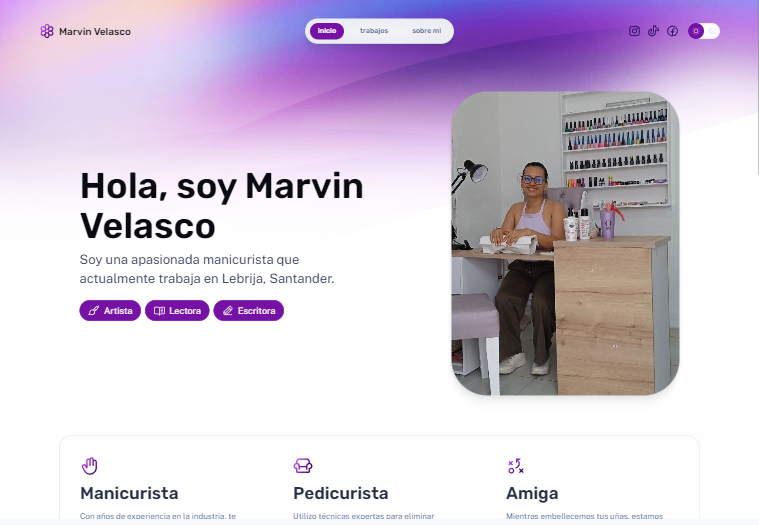 Marvin Velasco
inicio
trabajos
sobre mi
Hola, soy Marvin
Velasco
Soy una apasionada manicurista que
actualmente trabaja en Lebrija, Santander.
Artista
Lectora
Escritora
Manicurista
Pedicurista
Amiga
Con años de experiencia en la industria, te
Utilizo técnicas expertas para eliminar
Mientras embellecemos tus uñas, estamos